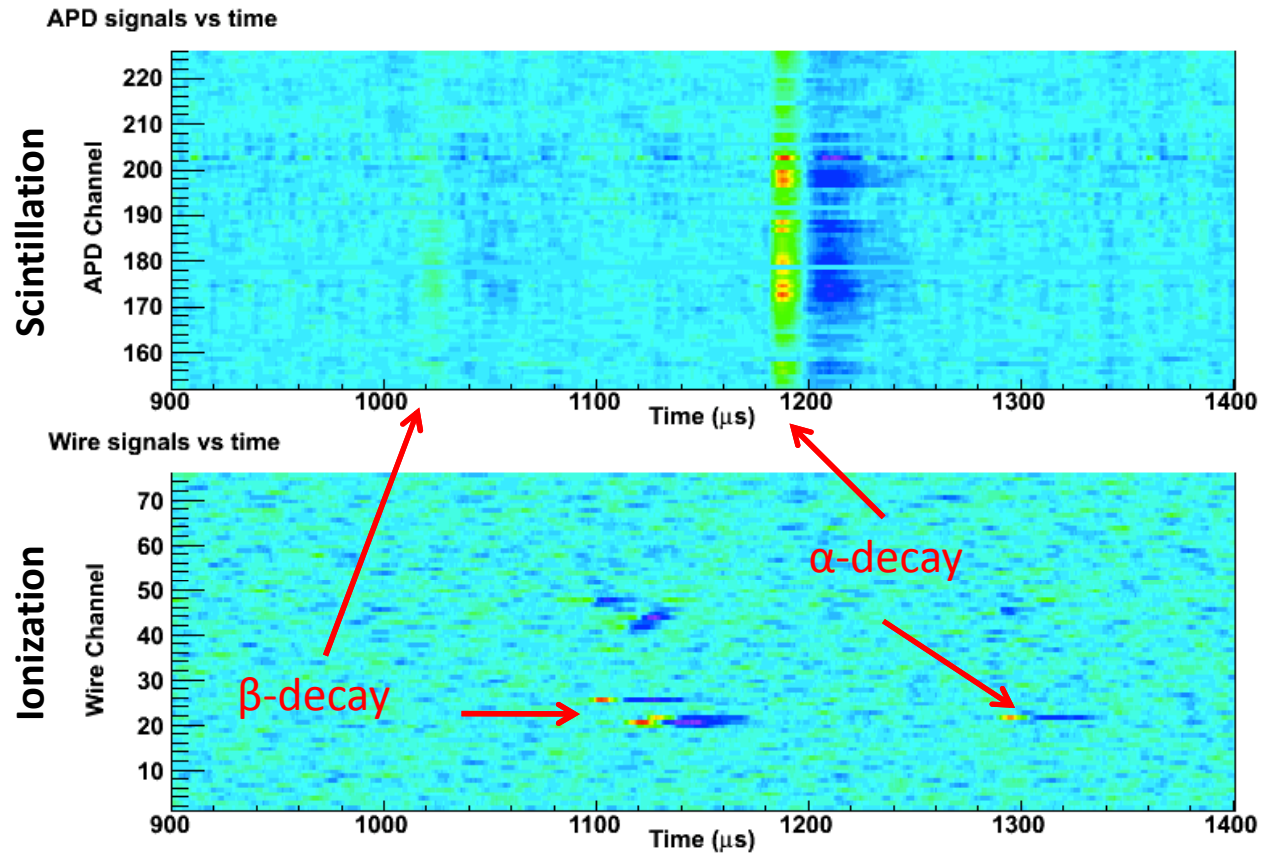 APD signals vs time
Scintillation
APD Channel
220
210
200
190
180
170
160
900 1000 1100 1200 1300 1400
Time (μs)
Wire signals vs time
Ionization
Wire Channel
70
60
50
40
30
20
10
α-decay
β-decay
900 1000 1100 1200 1300 1400
Time (μs)